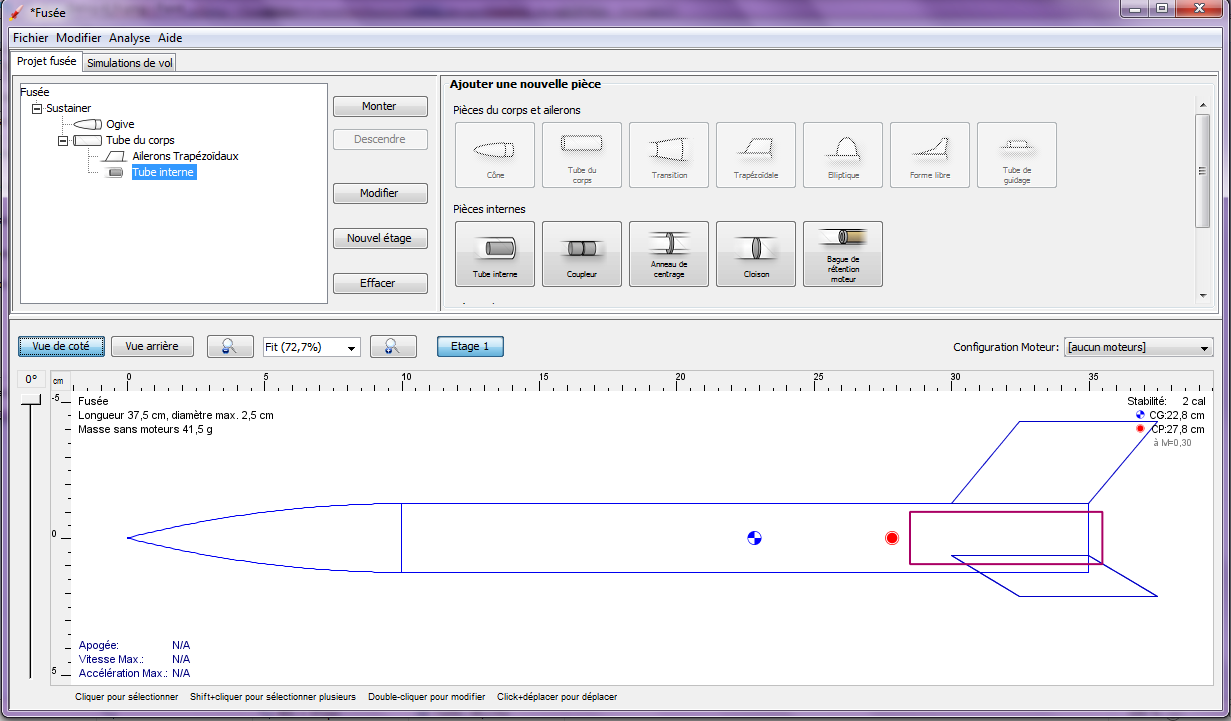 *Fusée
Fichier Modifier Analyse Aide
Projet fusée Simulations de vol
Fusée
Sustainer
Ogive
Tube du corps
Ailerons Trapézoïdaux
Tube interne
Monter
Descendre
Modifier
Nouvel étage
Effacer
Ajouter une nouvelle pièce
Pièces du corps et ailerons
Cône
Tube du
corps
Transition
Trapézoïdale
Elliptique
Forme libre
Tube de
guidage
Pièces internes
Tube interne
Coupleur
Anneau de
centrage
Cloison
Bague de
rétention
moteur
Vue de coté
Vue arrière
Fit (72,7%)
Etage 1
Configuration Moteur: [aucun moteurs]
0°
cm
0 5 10 15 20 25 30 35
-5
0
5
Fusée
Longueur 37,5 cm, diamètre max. 2,5 cm
Masse sans moteurs 41,5 g
Stabilité: 2 cal
CG:22,8 cm
CP:27,8 cm
à M=0,30
Apogée: N/A
Vitesse Max.: N/A
Accélération Max.: N/A
Cliquer pour sélectionner Shift+cliquer pour sélectionner plusieurs Double-cliquer pour modifier Click+déplacer pour déplacer